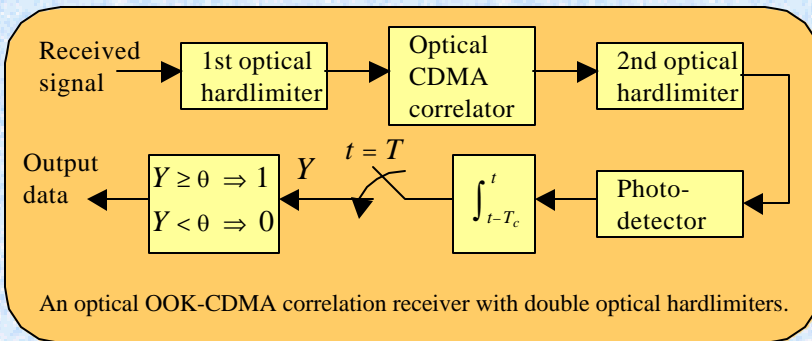 Received
signal
1st optical
hardlimiter
Optical
CDMA
correlator
2nd optical
hardlimiter
Photo-
detector
∫_{t−T_c}^{t}
t = T
Y
Y ≥ θ ⇒ 1
Y < θ ⇒ 0
Output
data
An optical OOK-CDMA correlation receiver with double optical hardlimiters.